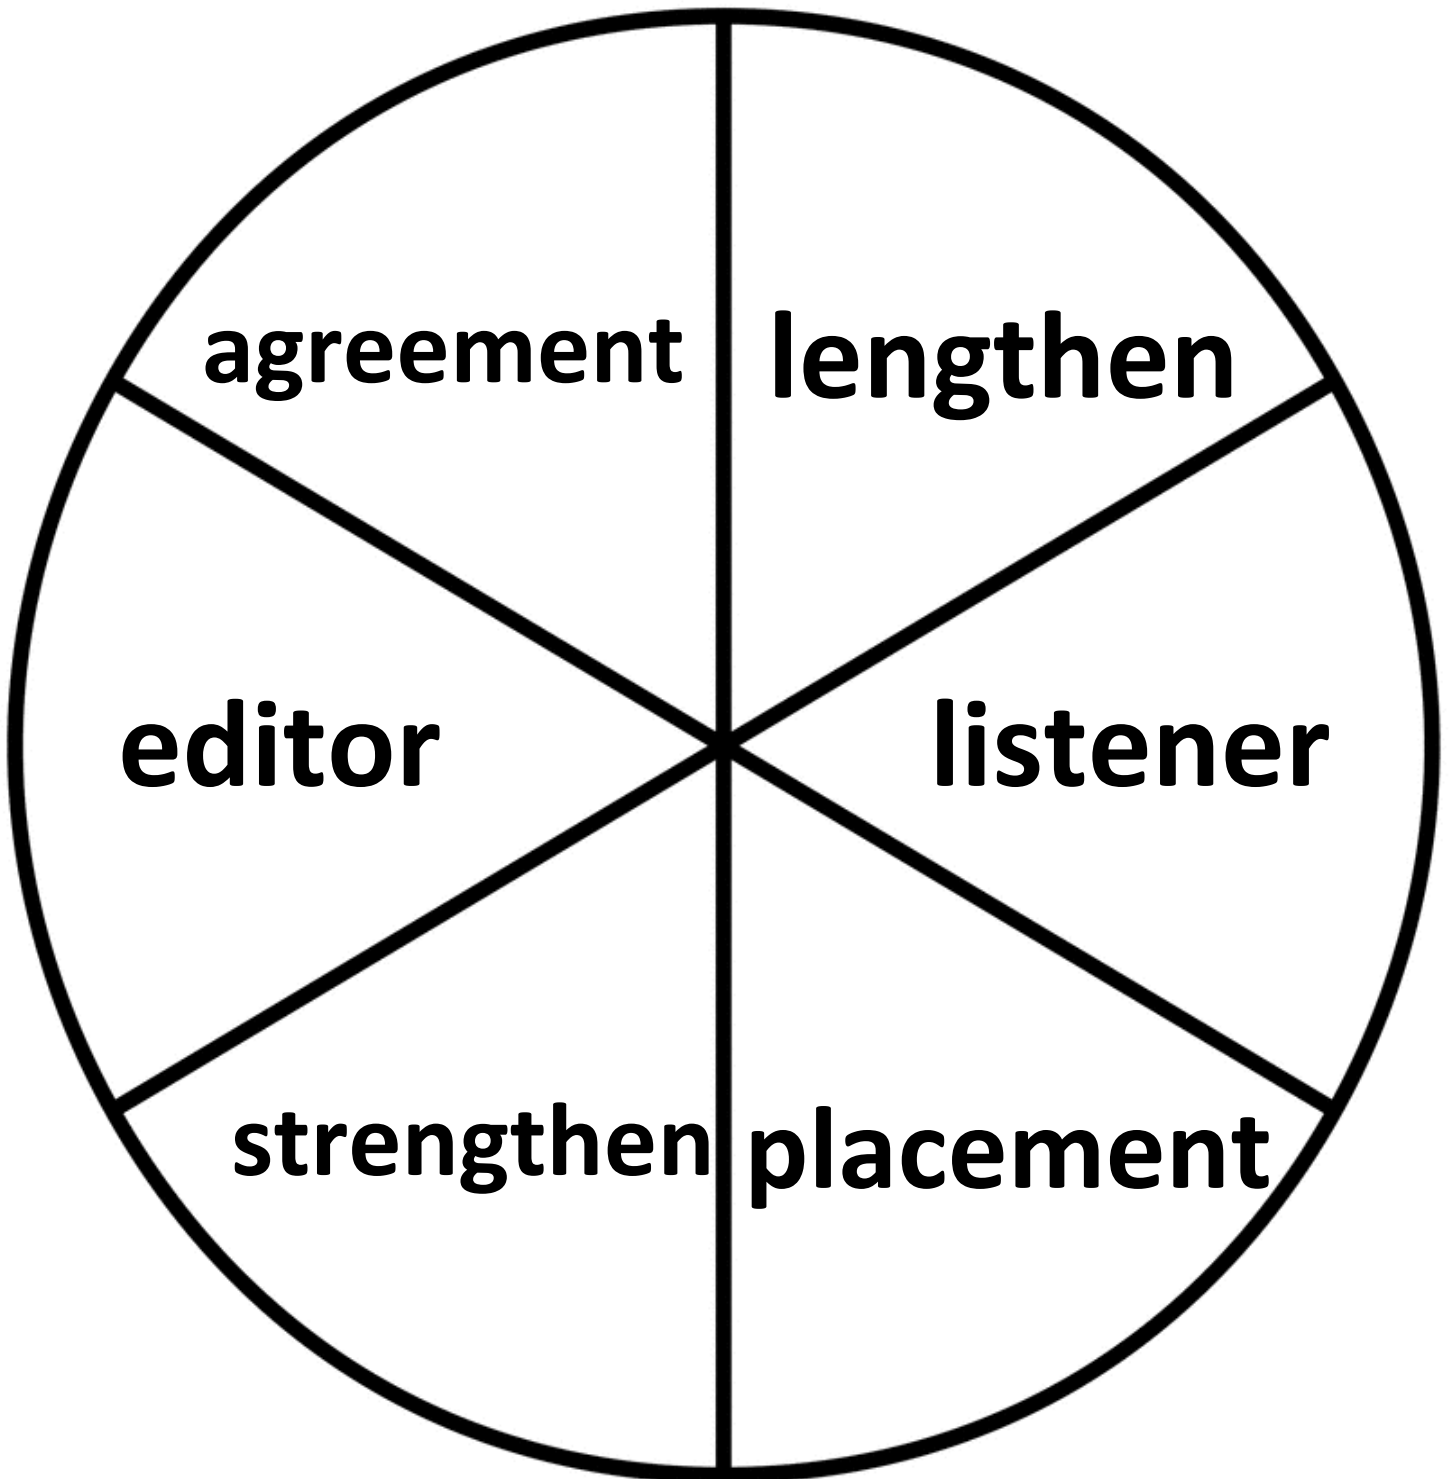 agreement
lengthen
editor
listener
strengthen
placement